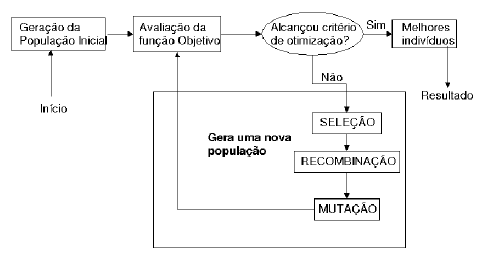 Geração da
População Inicial
Avaliação da
função Objetivo
Alcançou critério
de otimização?
Sim
Melhores
indivíduos
Início
Não
Resultado
SELEÇÃO
Gera uma nova
população
RECOMBINAÇÃO
MUTAÇÃO